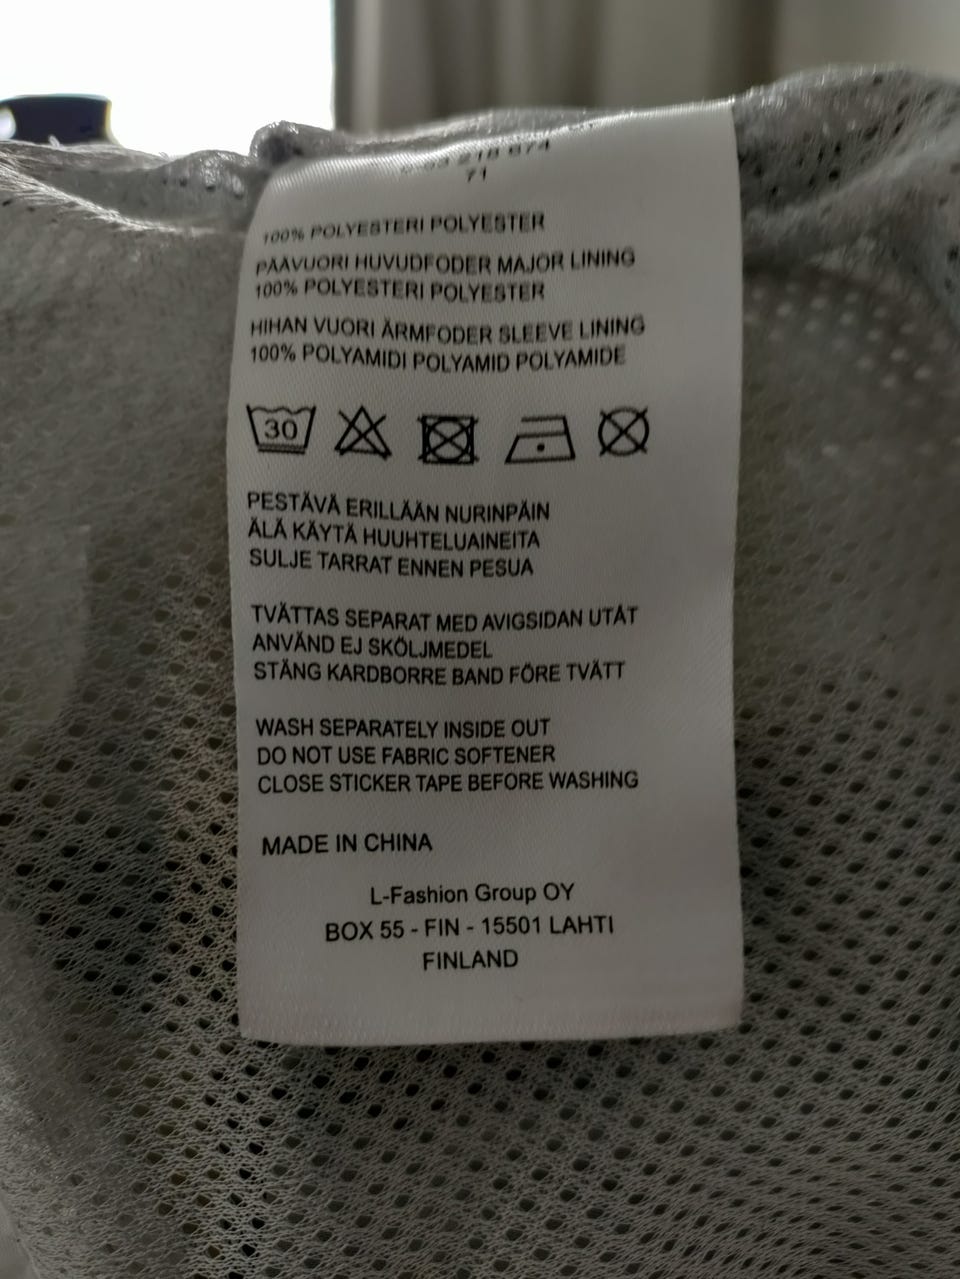 71
100% POLYESTERI POLYESTER
PÄÄVUORI HUVUDFODER MAJOR LINING
100% POLYESTERI POLYESTER
HIHAN VUORI ÄRMFODER SLEEVE LINING
100% POLYAMIDI POLYAMID POLYAMIDE
30
PESTÄVÄ ERILLÄÄN NURINPÄIN
ÄLÄ KÄYTÄ HUUHTELUAINEITA
SULJE TARRAT ENNEN PESUA
TVÄTTAS SEPARAT MED AVIGSIDAN UTÅT
ANVÄND EJ SKÖLJMEDEL
STÄNG KARDBORRE BAND FÖRE TVÄTT
WASH SEPARATELY INSIDE OUT
DO NOT USE FABRIC SOFTENER
CLOSE STICKER TAPE BEFORE WASHING
MADE IN CHINA
L-Fashion Group OY
BOX 55 - FIN - 15501 LAHTI
FINLAND